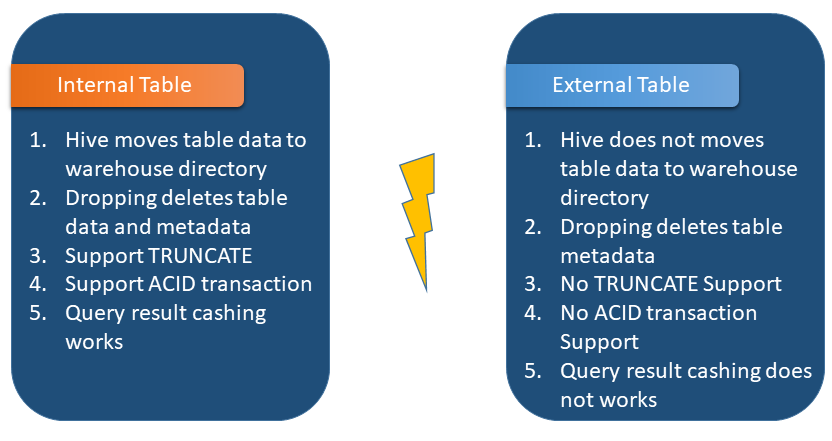 Internal Table
1. Hive moves table data to
warehouse directory
2. Dropping deletes table
data and metadata
3. Support TRUNCATE
4. Support ACID transaction
5. Query result cashing
works
External Table
1. Hive does not moves
table data to warehouse
directory
2. Dropping deletes table
metadata
3. No TRUNCATE Support
4. No ACID transaction
Support
5. Query result cashing does
not works